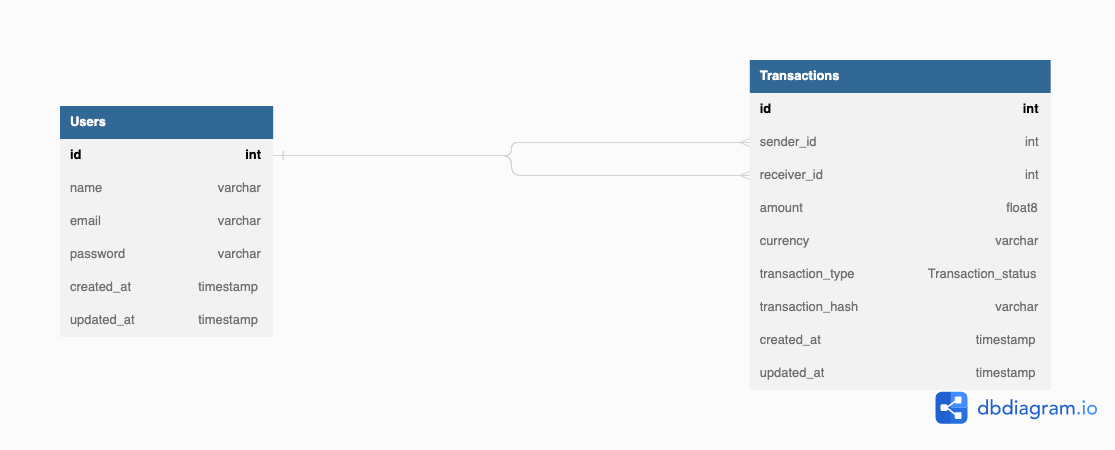 Users
id int
name varchar
email varchar
password varchar
created_at timestamp
updated_at timestamp
Transactions
id int
sender_id int
receiver_id int
amount float8
currency varchar
transaction_type Transaction_status
transaction_hash varchar
created_at timestamp
updated_at timestamp
dbdiagram.io